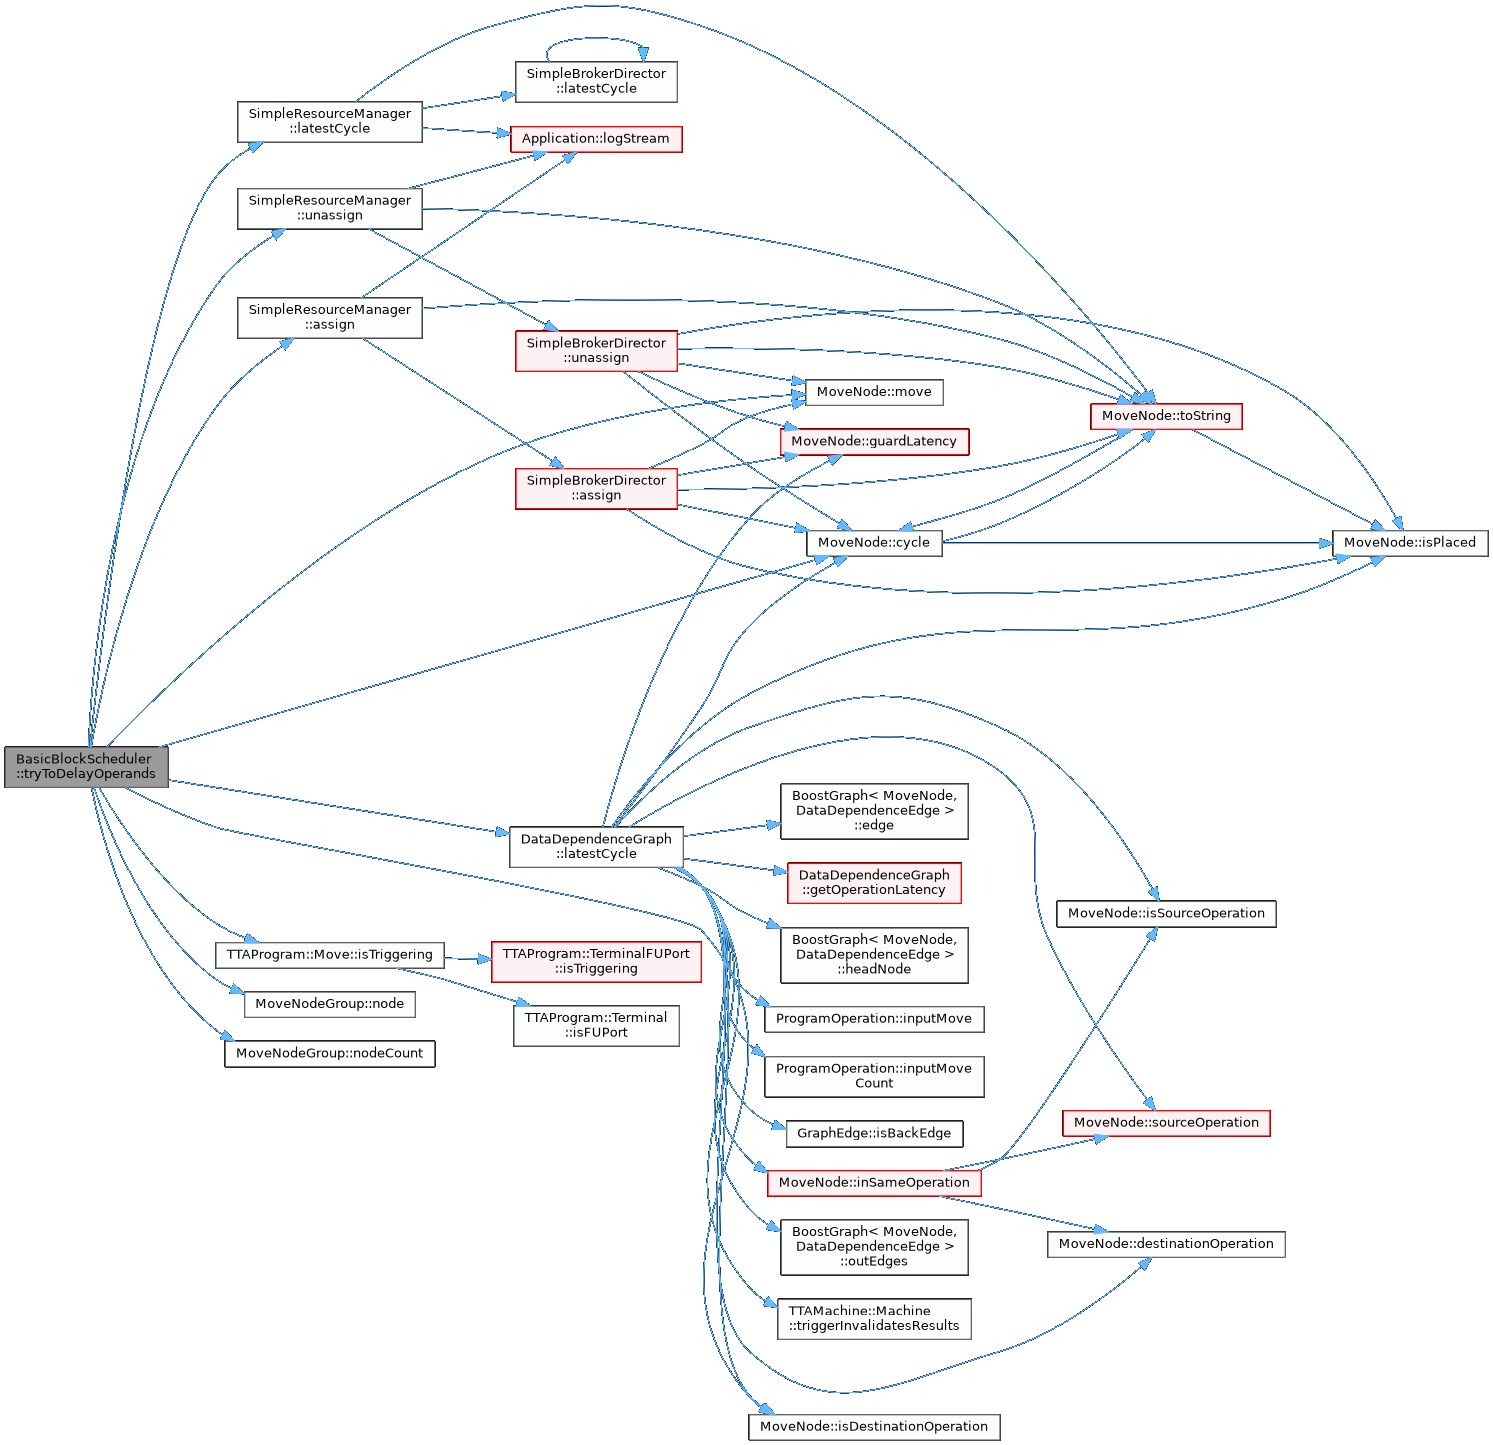 SimpleBrokerDirector
::latestCycle
SimpleResourceManager
::latestCycle
Application::logStream
SimpleResourceManager
::unassign
SimpleResourceManager
::assign
SimpleBrokerDirector
::unassign
MoveNode::move
MoveNode::toString
MoveNode::guardLatency
SimpleBrokerDirector
::assign
MoveNode::cycle
MoveNode::isPlaced
BasicBlockScheduler
::tryToDelayOperands
BoostGraph< MoveNode,
DataDependenceEdge >
::edge
DataDependenceGraph
::latestCycle
DataDependenceGraph
::getOperationLatency
MoveNode::isSourceOperation
BoostGraph< MoveNode,
DataDependenceEdge >
::headNode
TTAProgram::Move::isTriggering
TTAProgram::TerminalFUPort
::isTriggering
MoveNodeGroup::node
TTAProgram::Terminal
::isFUPort
ProgramOperation::inputMove
MoveNodeGroup::nodeCount
ProgramOperation::inputMove
Count
GraphEdge::isBackEdge
MoveNode::sourceOperation
MoveNode::inSameOperation
BoostGraph< MoveNode,
DataDependenceEdge >
::outEdges
MoveNode::destinationOperation
TTAMachine::Machine
::triggerInvalidatesResults
MoveNode::isDestinationOperation